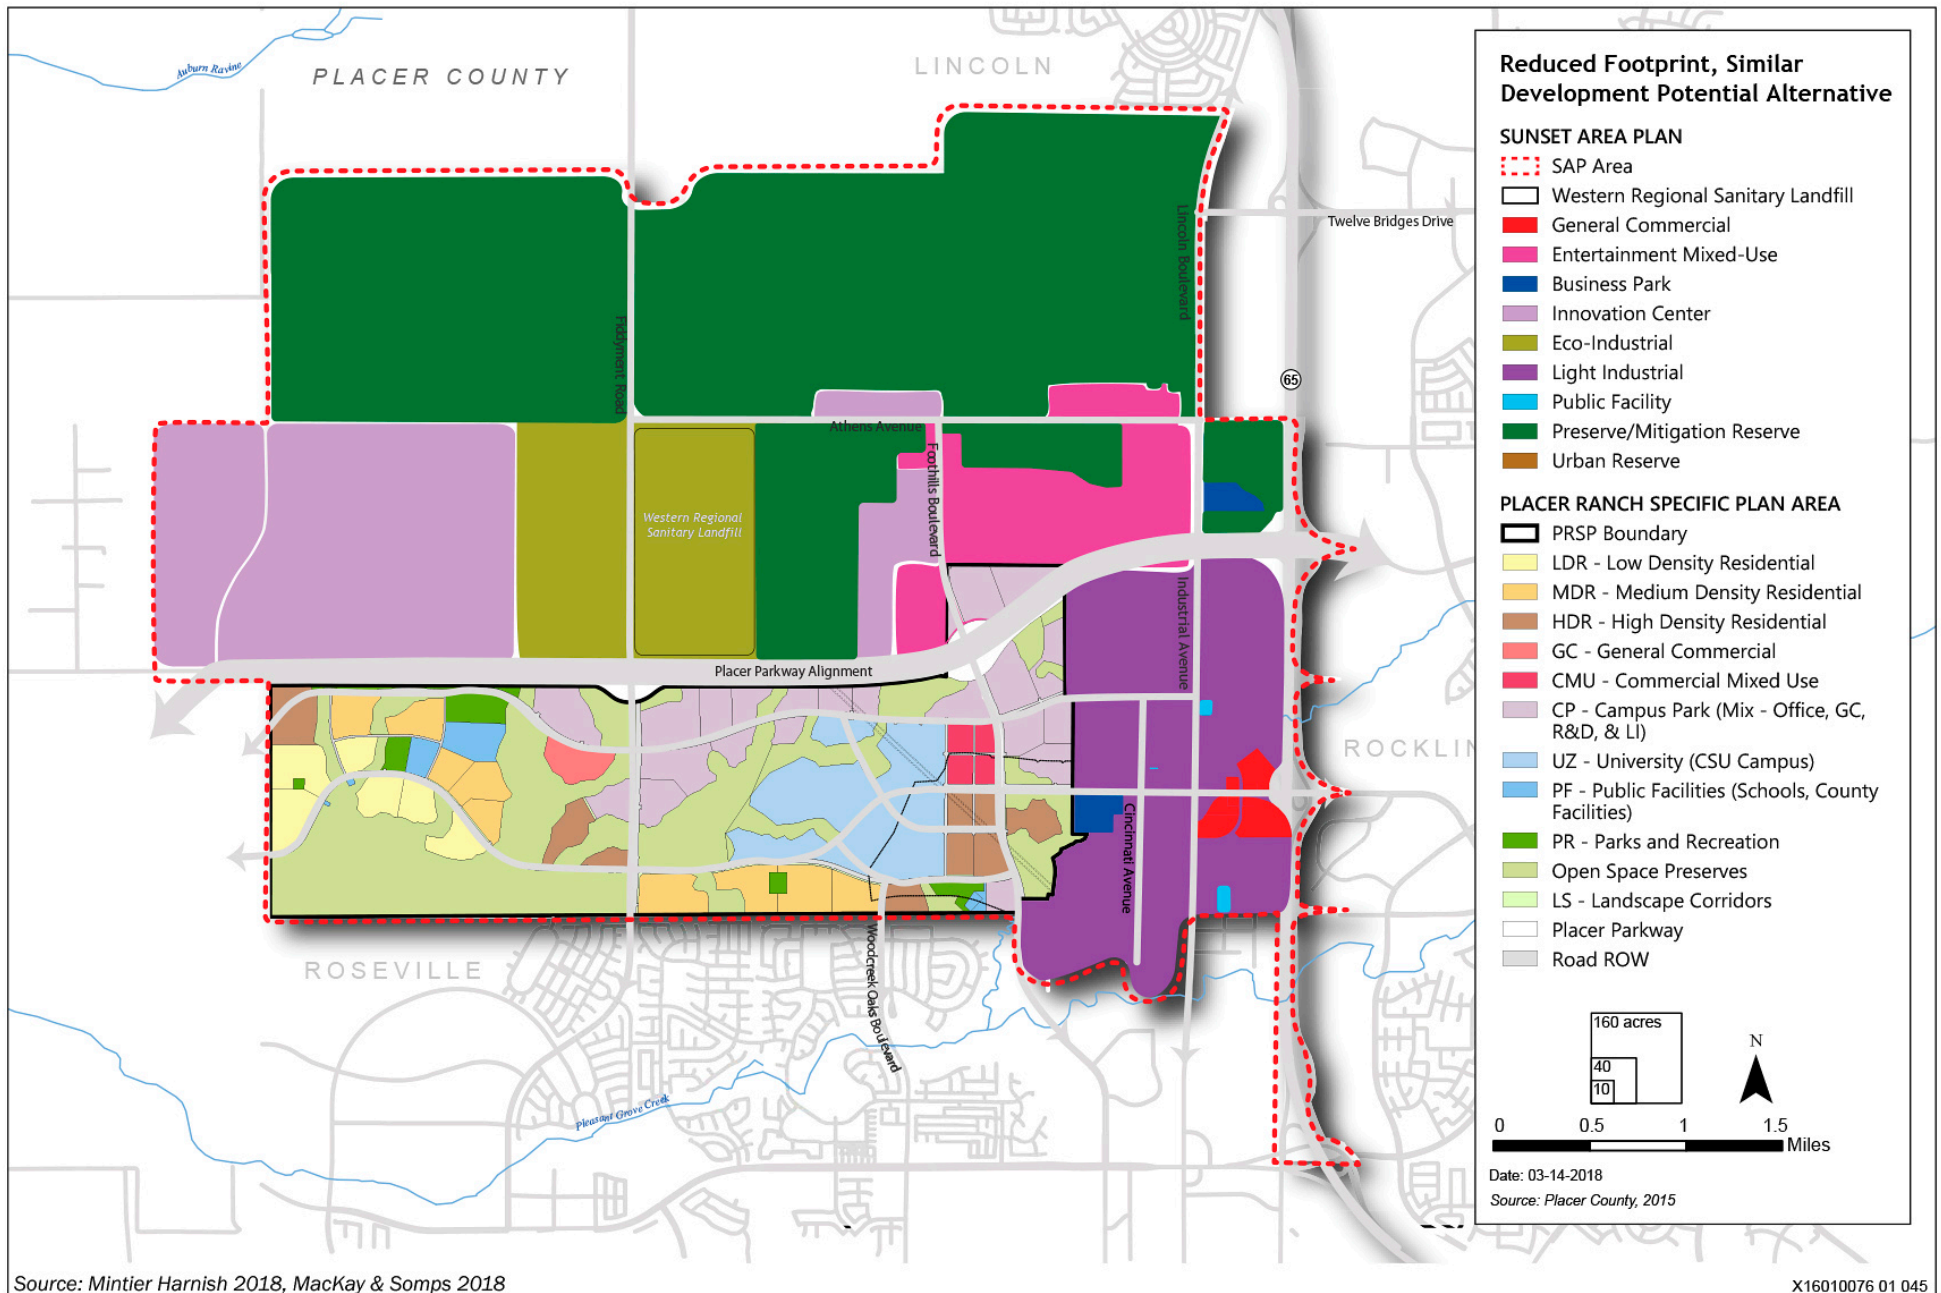 Auburn Ravine
PLACER COUNTY
LINCOLN
Twelve Bridges Drive
Lincoln Boulevard
Fiddyment Road
65
Athens Avenue
Foothills Boulevard
Western Regional
Sanitary Landfill
Placer Parkway Alignment
Industrial Avenue
ROCKLIN
Cincinnati Avenue
ROSEVILLE
Woodcreek Oaks Boulevard
Pleasant Grove Creek
Reduced Footprint, Similar
Development Potential Alternative
SUNSET AREA PLAN
SAP Area
Western Regional Sanitary Landfill
General Commercial
Entertainment Mixed-Use
Business Park
Innovation Center
Eco-Industrial
Light Industrial
Public Facility
Preserve/Mitigation Reserve
Urban Reserve
PLACER RANCH SPECIFIC PLAN AREA
PRSP Boundary
LDR - Low Density Residential
MDR - Medium Density Residential
HDR - High Density Residential
GC - General Commercial
CMU - Commercial Mixed Use
CP - Campus Park (Mix - Office, GC,
R&D, & LI)
UZ - University (CSU Campus)
PF - Public Facilities (Schools, County
Facilities)
PR - Parks and Recreation
Open Space Preserves
LS - Landscape Corridors
Placer Parkway
Road ROW
160 acres
40
10
N
0 0.5 1 1.5
Miles
Date: 03-14-2018
Source: Placer County, 2015
Source: Mintier Harnish 2018, MacKay & Somps 2018
X16010076 01 045